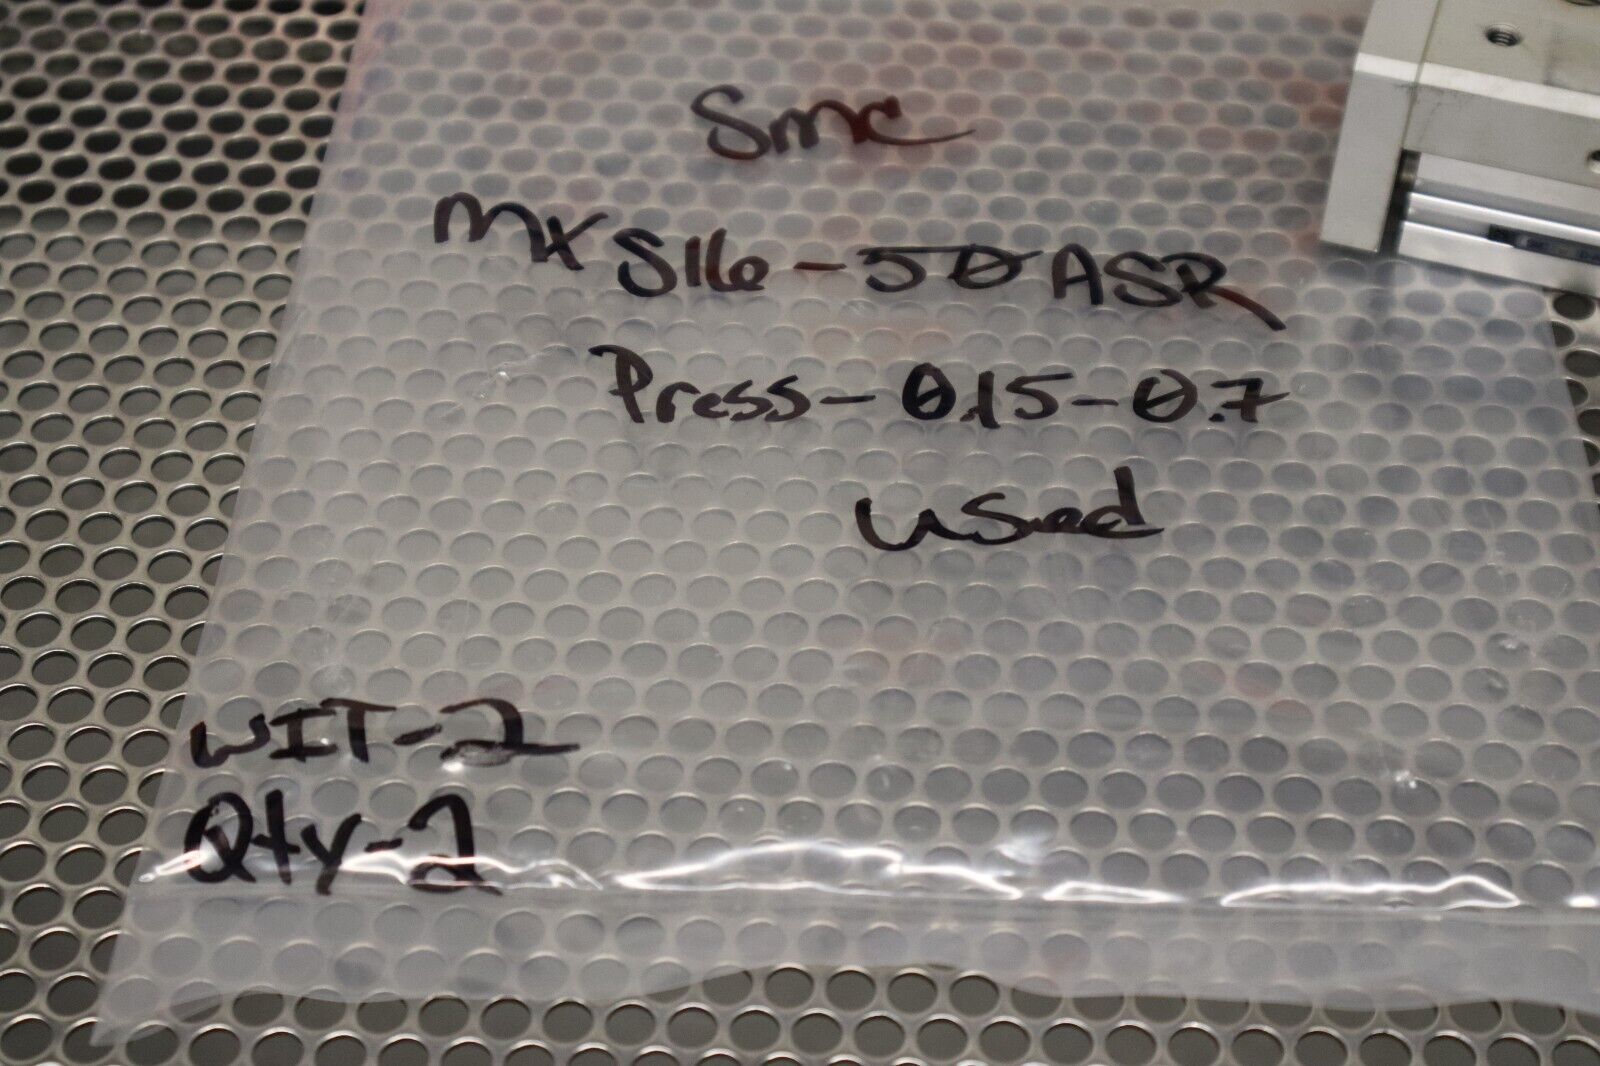 Smc
MXS16-50ASR
Press-0.15-0.7
used
WIT-2
Qty-2